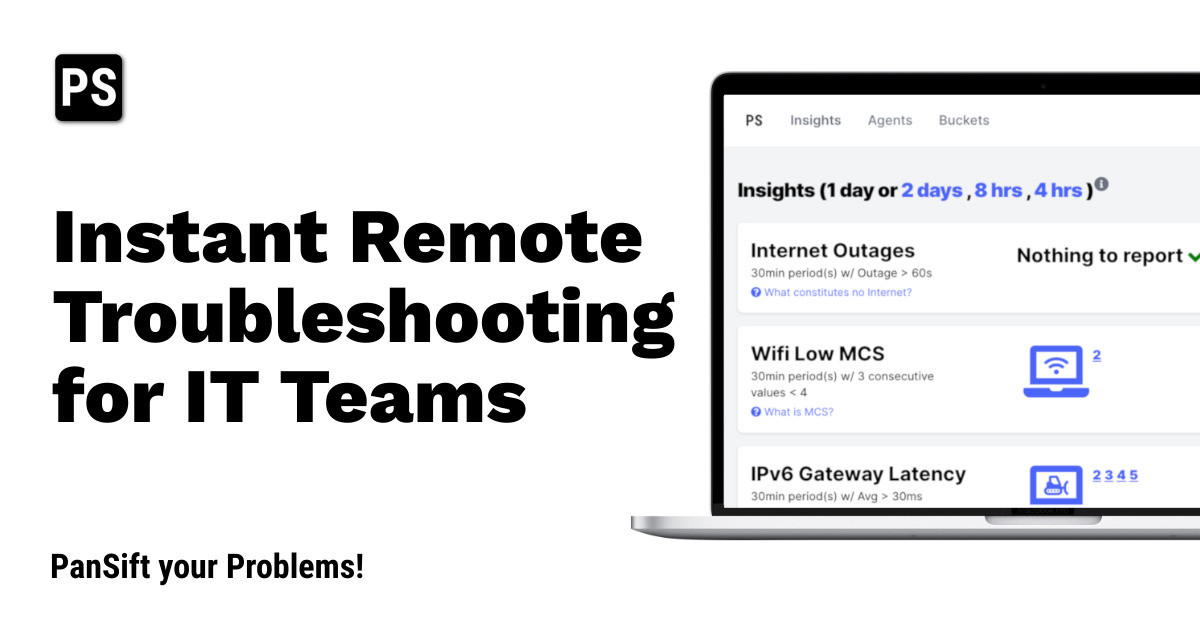 PS
Instant Remote
Troubleshooting
for IT Teams
PanSift your Problems!
PS Insights Agents Buckets
Insights (1 day or 2 days , 8 hrs , 4 hrs )
Internet Outages
30min period(s) w/ Outage > 60s
What constitutes no Internet?
Nothing to report
Wifi Low MCS
30min period(s) w/ 3 consecutive
values < 4
What is MCS?
2
IPv6 Gateway Latency
30min period(s) w/ Avg > 30ms
2 3 4 5